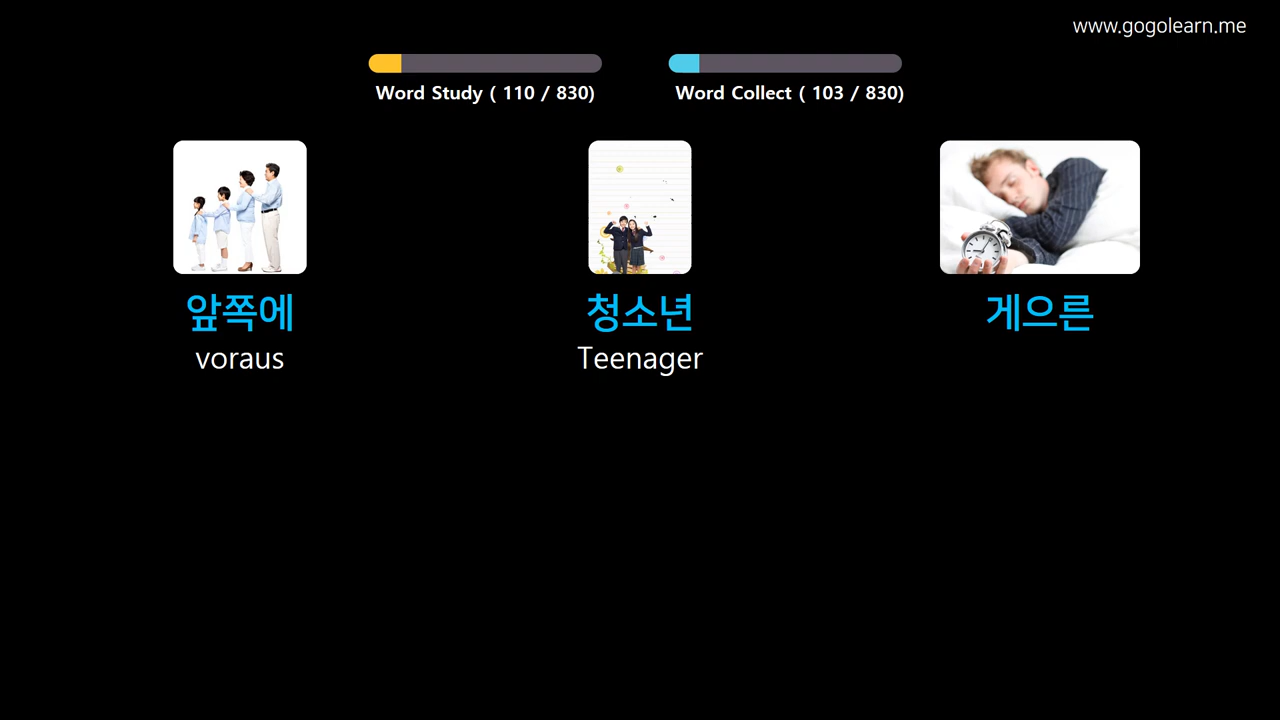 www.gogolearn.me
Word Study ( 110 / 830)
Word Collect ( 103 / 830)
앞쪽에
청소년
게으른
voraus
Teenager